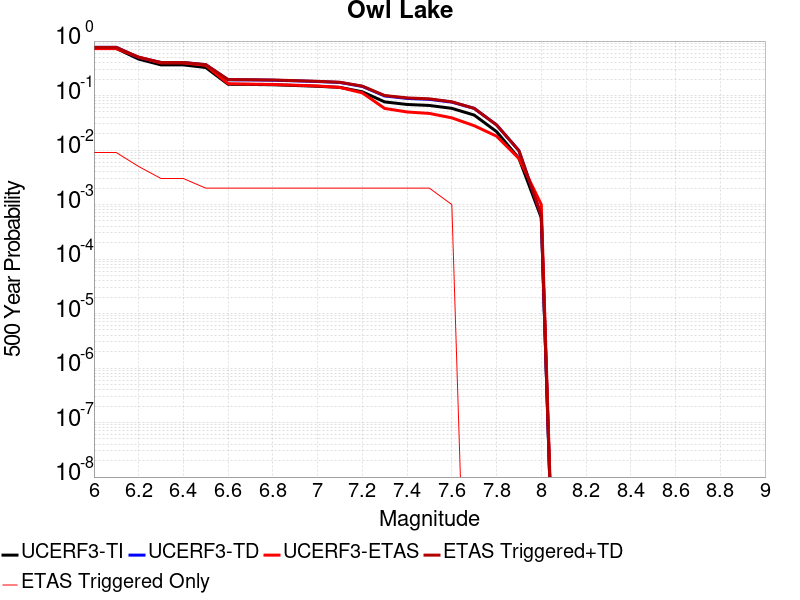 Owl Lake
10^0
10^-1
10^-2
10^-3
10^-4
10^-5
10^-6
10^-7
10^-8
500 Year Probability
6 6.2 6.4 6.6 6.8 7 7.2 7.4 7.6 7.8 8 8.2 8.4 8.6 8.8 9
Magnitude
UCERF3-TI UCERF3-TD UCERF3-ETAS ETAS Triggered+TD
ETAS Triggered Only